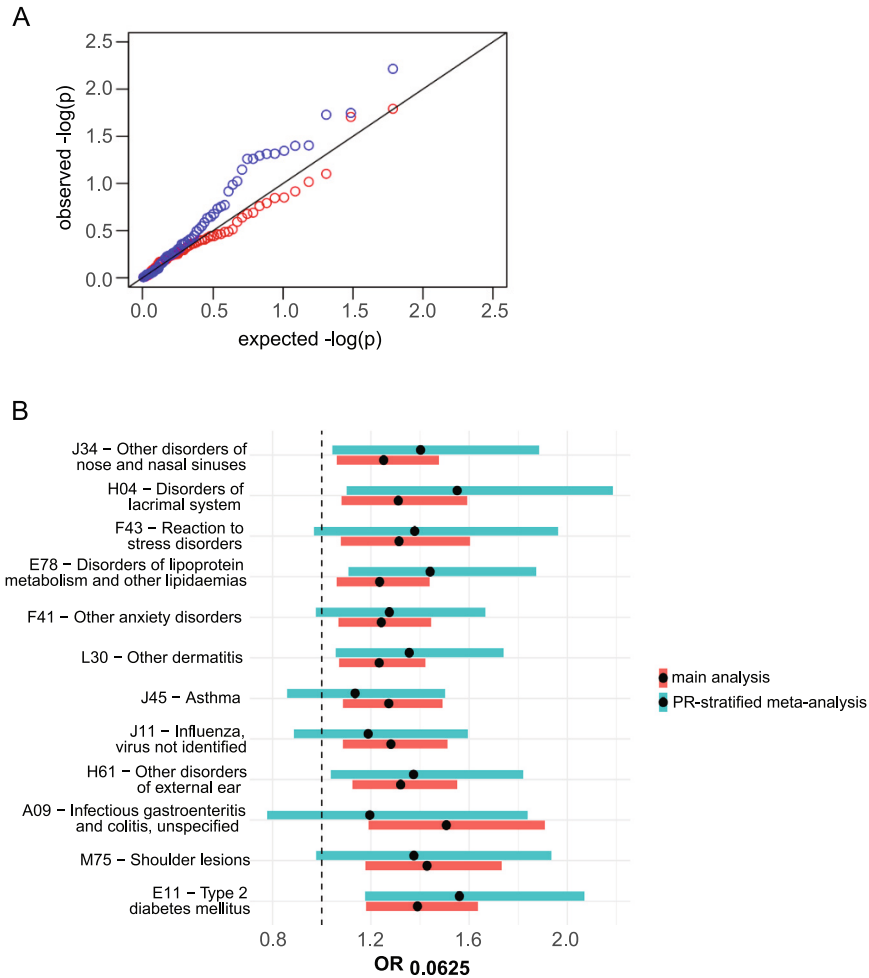 A
2.5
2.0
1.5
1.0
0.5
0.0
observed -log(p)
0.0 0.5 1.0 1.5 2.0 2.5
expected -log(p)
B
J34 − Other disorders of
nose and nasal sinuses
H04 − Disorders of
lacrimal system
F43 − Reaction to
stress disorders
E78 − Disorders of lipoprotein
metabolism and other lipidaemias
F41 − Other anxiety disorders
L30 − Other dermatitis
J45 − Asthma
J11 − Influenza,
virus not identified
H61 − Other disorders
of external ear
A09 − Infectious gastroenteritis
and colitis, unspecified
M75 − Shoulder lesions
E11 − Type 2
diabetes mellitus
main analysis
PR-stratified meta-analysis
0.8 1.2 1.6 2.0
OR 0.0625